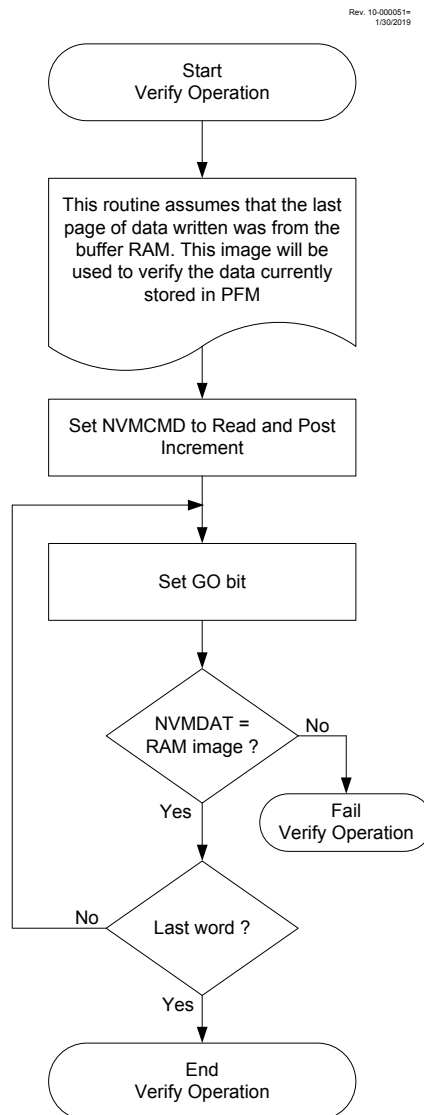 Rev. 10-000051=
1/30/2019
Start
Verify Operation
This routine assumes that the last
page of data written was from the
buffer RAM. This image will be
used to verify the data currently
stored in PFM
Set NVMCMD to Read and Post
Increment
Set GO bit
NVMDAT =
RAM image ?
No
Yes
Fail
Verify Operation
No
Last word ?
Yes
End
Verify Operation